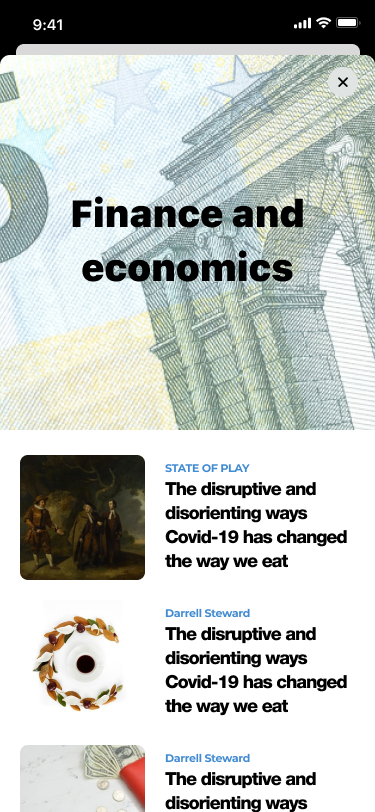 9:41
Finance and
economics
STATE OF PLAY
The disruptive and
disorienting ways
Covid-19 has changed
the way we eat
Darrell Steward
The disruptive and
disorienting ways
Covid-19 has changed
the way we eat
Darrell Steward
The disruptive and
disorienting ways